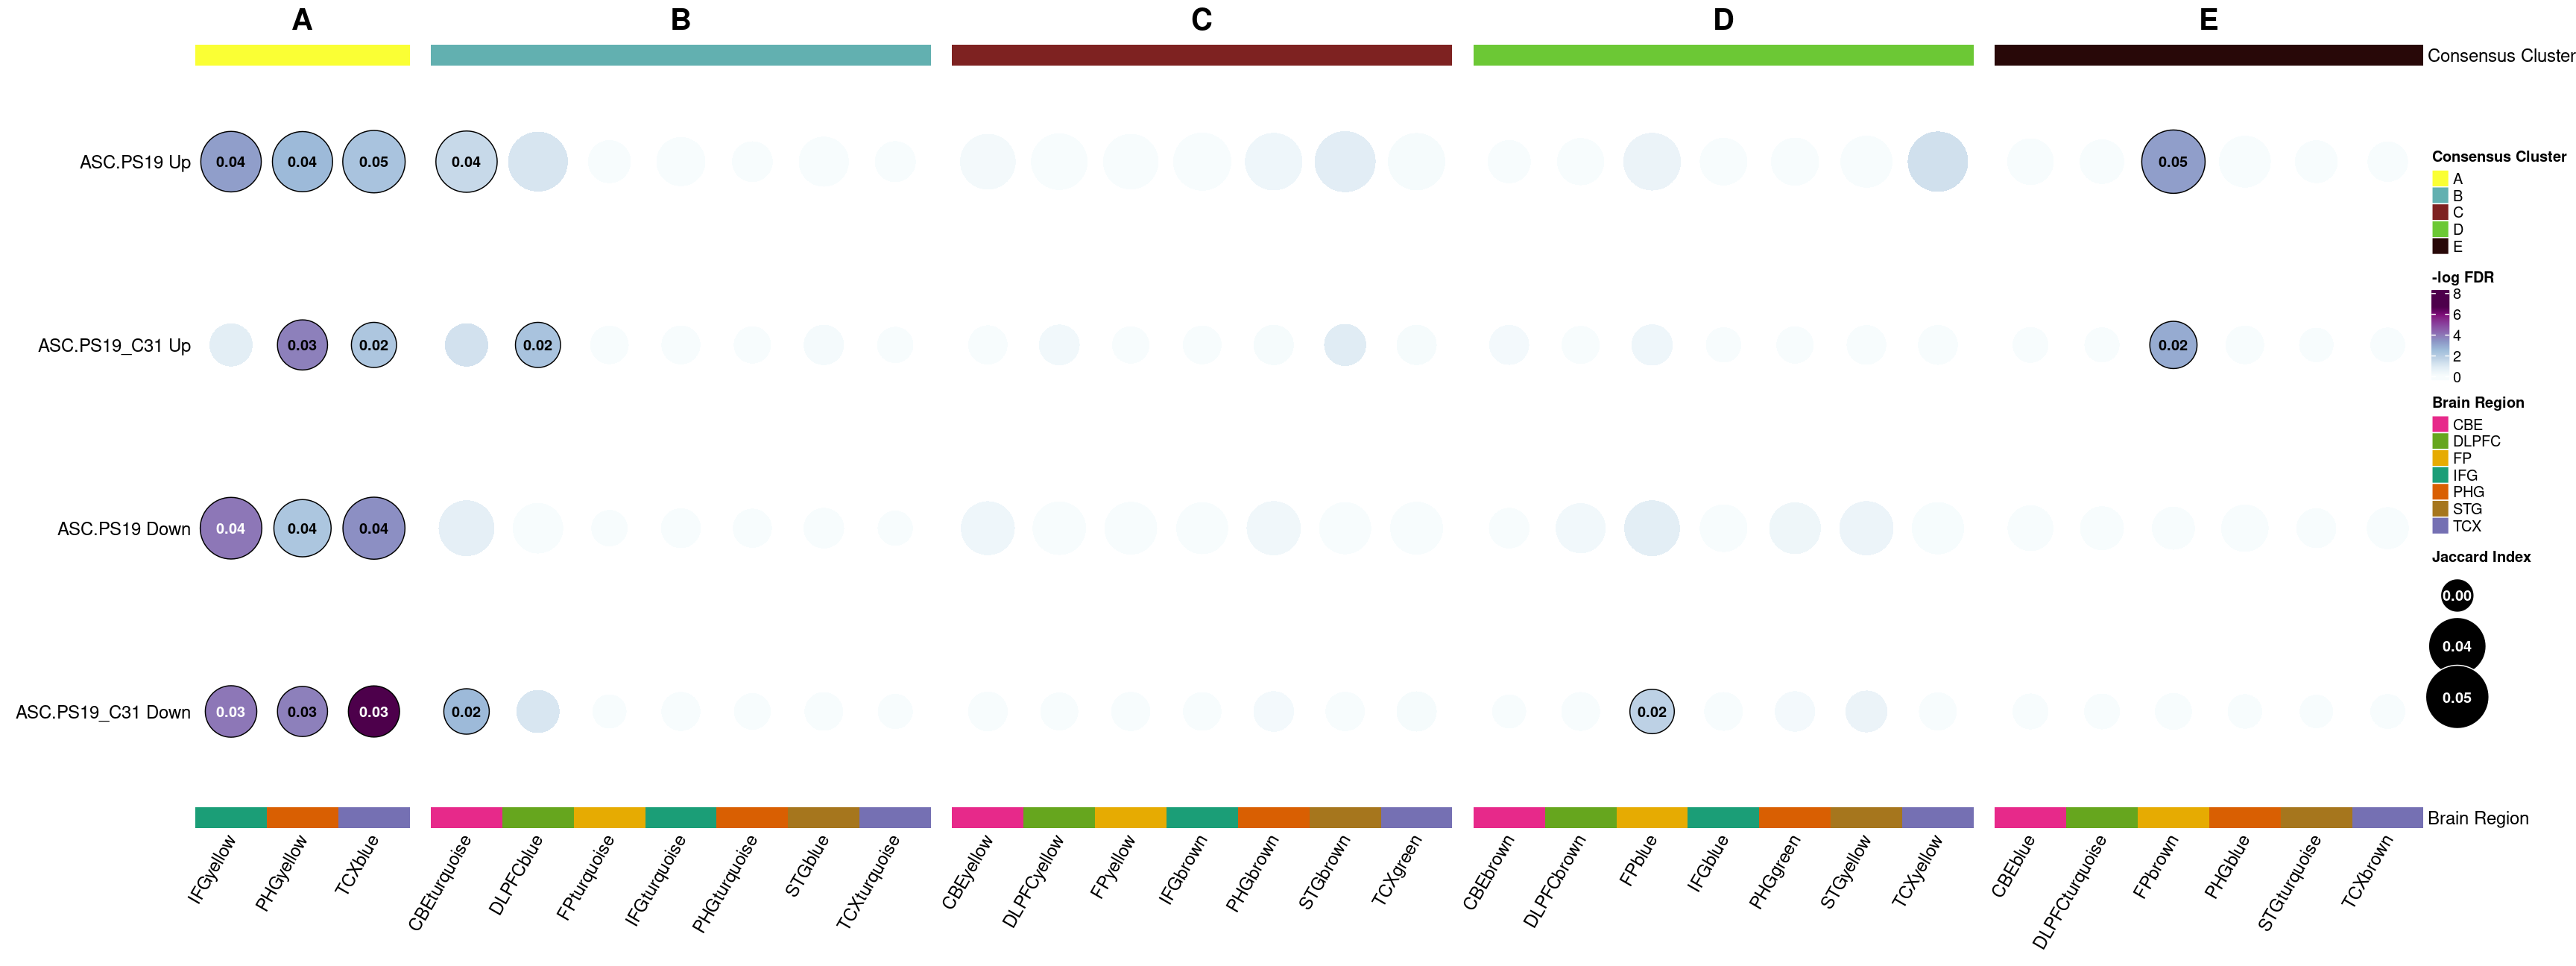 A B C D E
Consensus Cluster
ASC.PS19 Up 0.04 0.04 0.05 0.04 0.05
ASC.PS19_C31 Up 0.03 0.02 0.02 0.02
ASC.PS19 Down 0.04 0.04 0.04
ASC.PS19_C31 Down 0.03 0.03 0.03 0.02 0.02
Brain Region
IFGyellow PHGyellow TCXblue CBEturquoise DLPFCblue FPturquoise IFGturquoise PHGturquoise STGblue TCXturquoise CBEyellow DLPFCyellow FPyellow IFGbrown PHGbrown STGbrown TCXgreen CBEbrown DLPFCbrown FPblue IFGblue PHGgreen STGyellow TCXyellow CBEblue DLPFCturquoise FPbrown PHGblue STGturquoise TCXbrown
Consensus Cluster
A
B
C
D
E
-log FDR
8
6
4
2
0
Brain Region
CBE
DLPFC
FP
IFG
PHG
STG
TCX
Jaccard Index
0.00
0.04
0.05